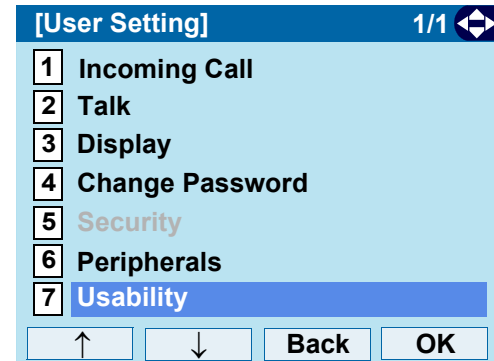 [User Setting] 1/1
1 Incoming Call
2 Talk
3 Display
4 Change Password
5 Security
6 Peripherals
7 Usability
↑ ↓ Back OK